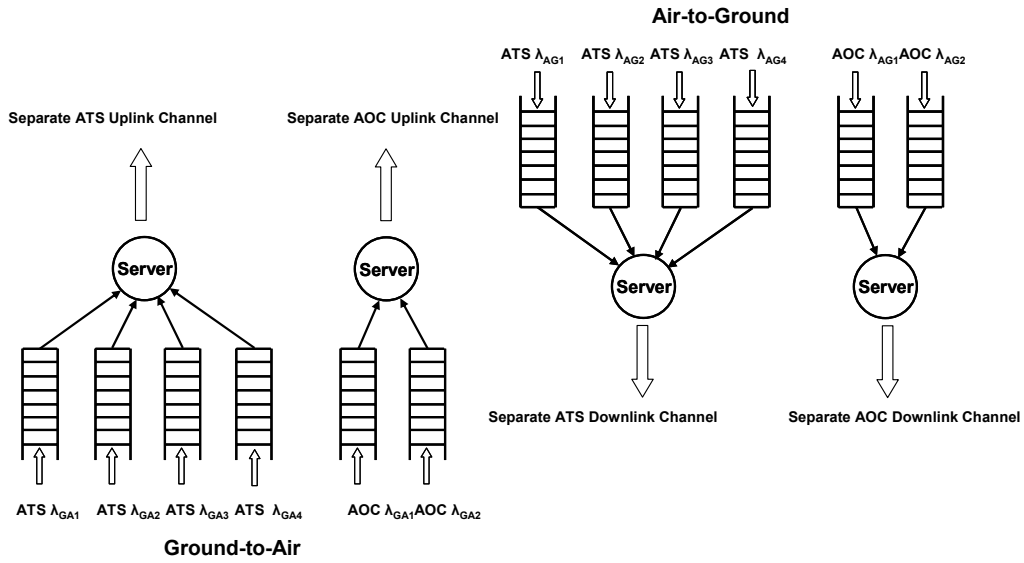 Air-to-Ground
ATS λAG1 ATS λAG2 ATS λAG3 ATS λAG4 AOC λAG1 AOC λAG2
Separate ATS Uplink Channel Separate AOC Uplink Channel
Server Server
Server Server
Separate ATS Downlink Channel Separate AOC Downlink Channel
ATS λGA1 ATS λGA2 ATS λGA3 ATS λGA4 AOC λGA1 AOC λGA2
Ground-to-Air